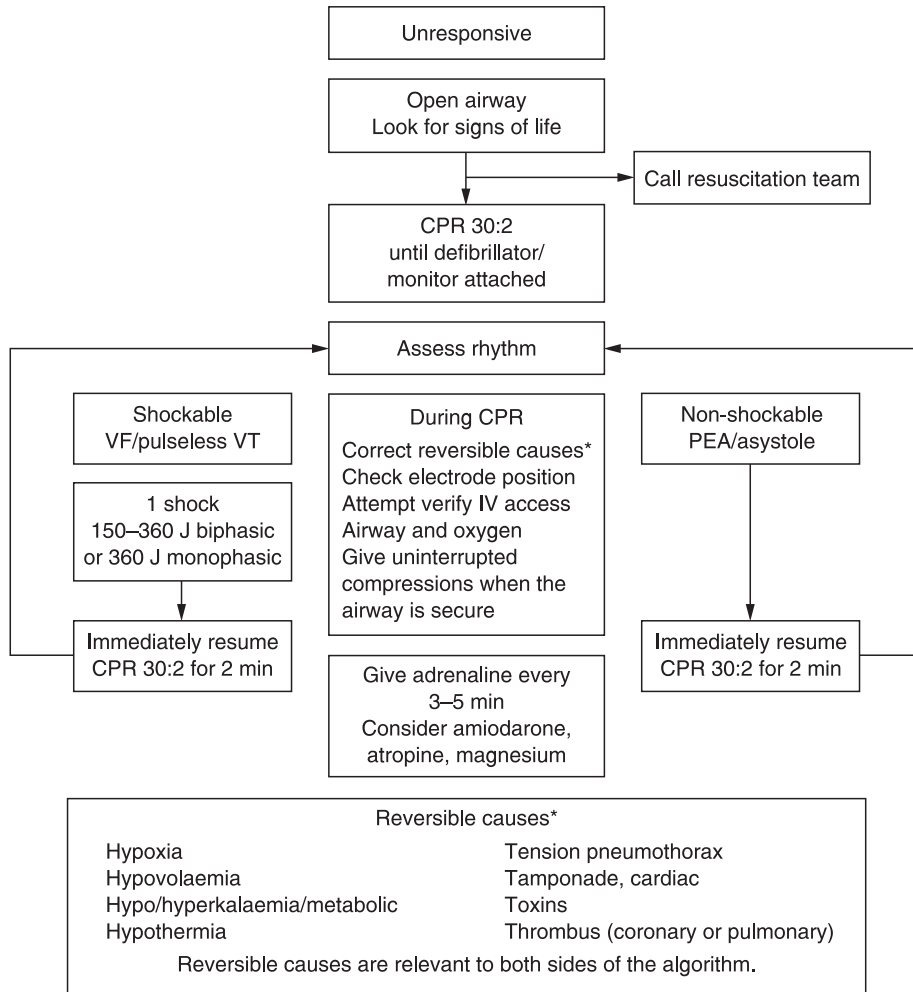 Unresponsive
Open airway
Look for signs of life
Call resuscitation team
CPR 30:2
until defibrillator/
monitor attached
Assess rhythm
Shockable
VF/pulseless VT
1 shock
150–360 J biphasic
or 360 J monophasic
Immediately resume
CPR 30:2 for 2 min
During CPR
Correct reversible causes*
Check electrode position
Attempt verify IV access
Airway and oxygen
Give uninterrupted
compressions when the
airway is secure
Give adrenaline every
3–5 min
Consider amiodarone,
atropine, magnesium
Non-shockable
PEA/asystole
Immediately resume
CPR 30:2 for 2 min
Reversible causes*
Hypoxia
Hypovolaemia
Hypo/hyperkalaemia/metabolic
Hypothermia
Tension pneumothorax
Tamponade, cardiac
Toxins
Thrombus (coronary or pulmonary)
Reversible causes are relevant to both sides of the algorithm.